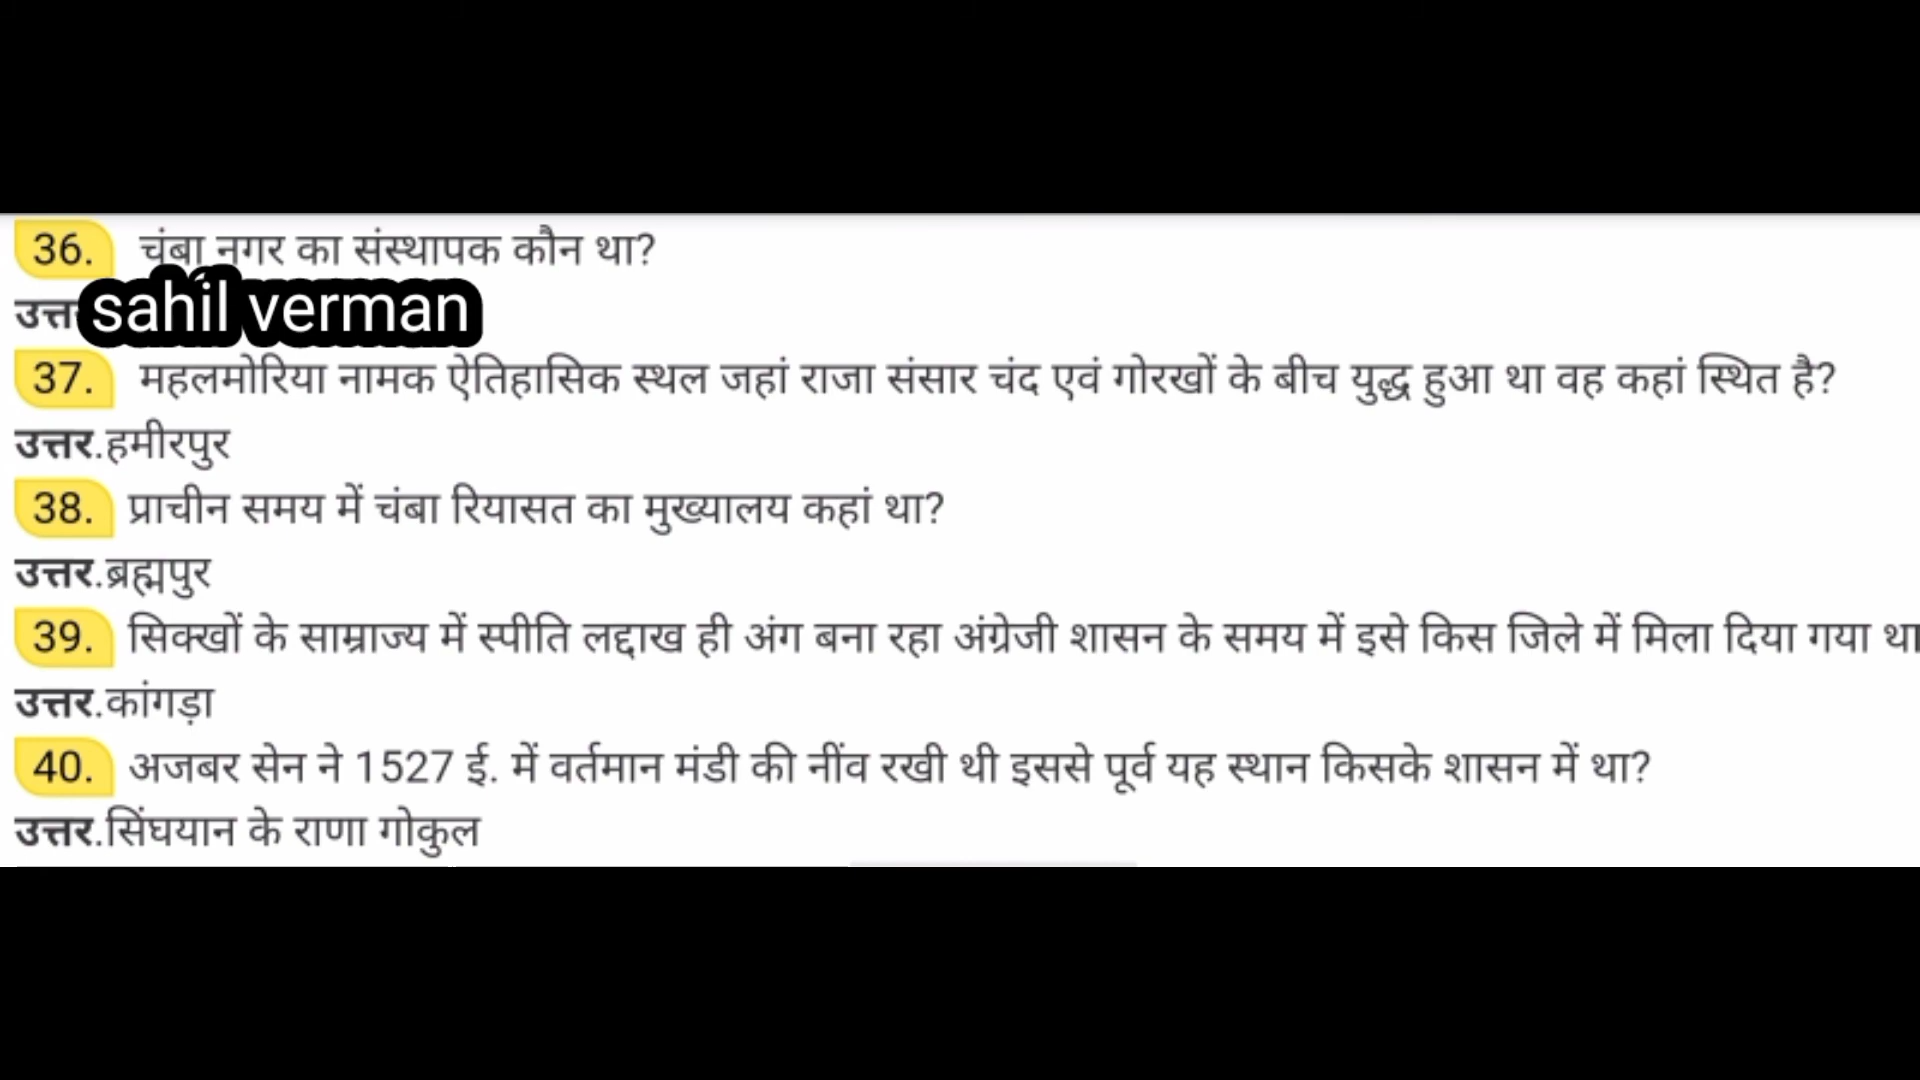 36. चंबा नगर का संस्थापक कौन था?
sahil verman
37. महलमोरिया नामक ऐतिहासिक स्थल जहां राजा संसार चंद एवं गोरखों के बीच युद्ध हुआ था वह कहां स्थित है?
उत्तर.हमीरपुर
38. प्राचीन समय में चंबा रियासत का मुख्यालय कहां था?
उत्तर.ब्रह्मपुर
39. सिक्खों के साम्राज्य में स्पीति लद्दाख ही अंग बना रहा अंग्रेजी शासन के समय में इसे किस जिले में मिला दिया गया था
उत्तर.कांगड़ा
40. अजबर सेन ने 1527 ई. में वर्तमान मंडी की नींव रखी थी इससे पूर्व यह स्थान किसके शासन में था?
उत्तर.सिंघयान के राणा गोकुल